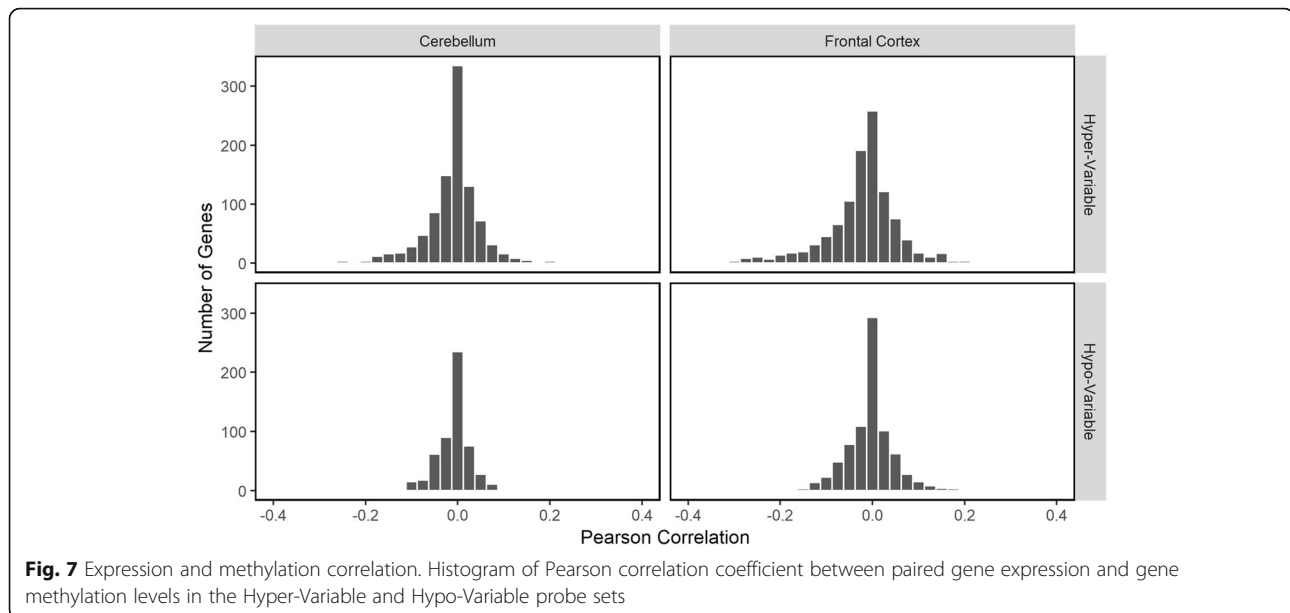 Cerebellum
Frontal Cortex
Number of Genes
300
200
100
0
Hyper-Variable
300
200
100
0
Hypo-Variable
-0.4 -0.2 0.0 0.2 0.4
-0.4 -0.2 0.0 0.2 0.4
Pearson Correlation
Fig. 7 Expression and methylation correlation. Histogram of Pearson correlation coefficient between paired gene expression and gene
methylation levels in the Hyper-Variable and Hypo-Variable probe sets